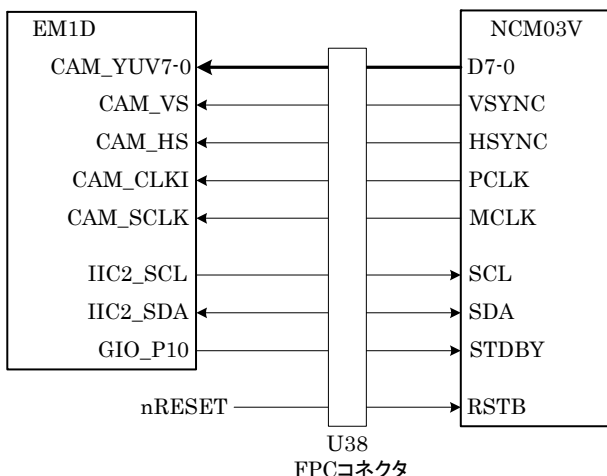 EM1D NCM03V
CAM_YUV7-0 D7-0
CAM_VS VSYNC
CAM_HS HSYNC
CAM_CLKI PCLK
CAM_SCLK MCLK
IIC2_SCL SCL
IIC2_SDA SDA
GIO_P10 STDBY
nRESET RSTB
U38
FPCコネクタ